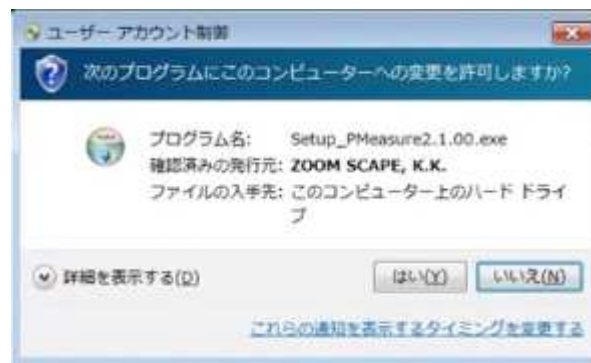 ユーザー アカウント制御
次のプログラムにこのコンピューターへの変更を許可しますか?
プログラム名: Setup_PMeasure2.1.00.exe
確認済みの発行元: ZOOM SCAPE, K.K.
ファイルの入手先: このコンピューター上のハード ドライ
ブ
詳細を表示する(D)
はい(Y)
いいえ(N)
これらの通知を表示するタイミングを変更する